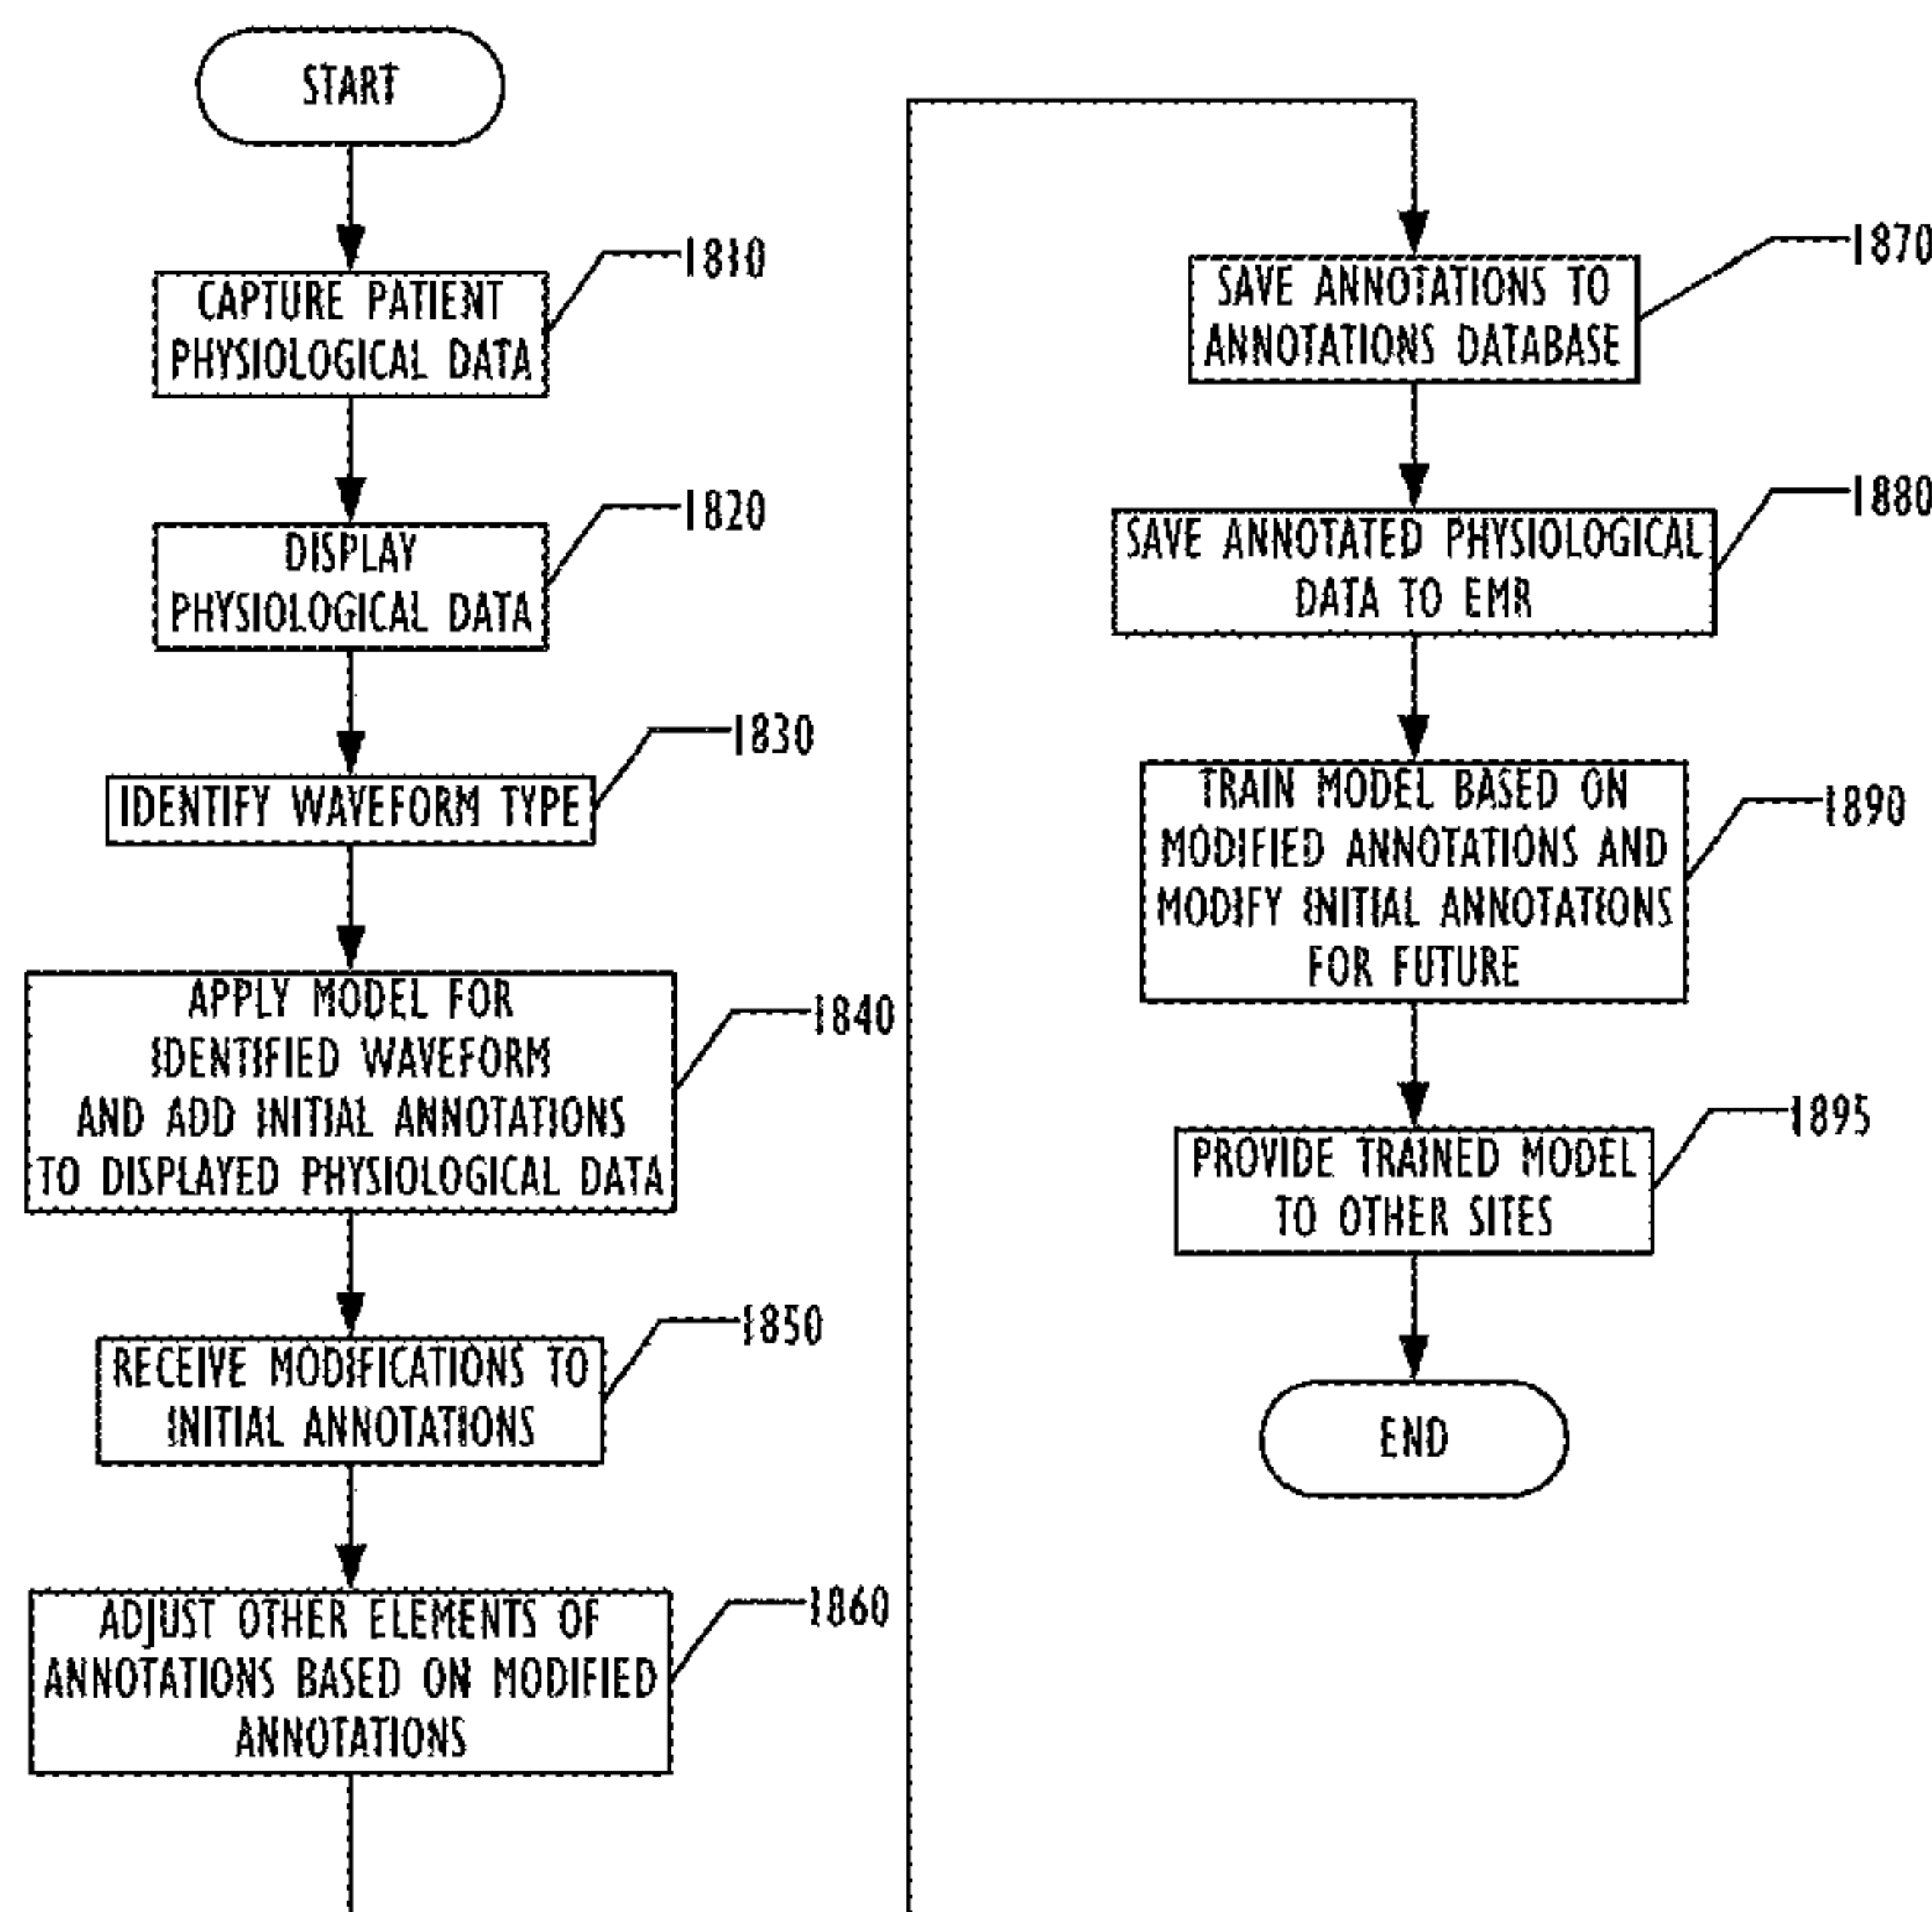 START
1810
CAPTURE PATIENT
PHYSIOLOGICAL DATA
1820
DISPLAY
PHYSIOLOGICAL DATA
1830
IDENTIFY WAVEFORM TYPE
1840
APPLY MODEL FOR
IDENTIFIED WAVEFORM
AND ADD INITIAL ANNOTATIONS
TO DISPLAYED PHYSIOLOGICAL DATA
1850
RECEIVE MODIFICATIONS TO
INITIAL ANNOTATIONS
1860
ADJUST OTHER ELEMENTS OF
ANNOTATIONS BASED ON MODIFIED
ANNOTATIONS
1870
SAVE ANNOTATIONS TO
ANNOTATIONS DATABASE
1880
SAVE ANNOTATED PHYSIOLOGICAL
DATA TO EMR
1890
TRAIN MODEL BASED ON
MODIFIED ANNOTATIONS AND
MODIFY INITIAL ANNOTATIONS
FOR FUTURE
1895
PROVIDE TRAINED MODEL
TO OTHER SITES
END